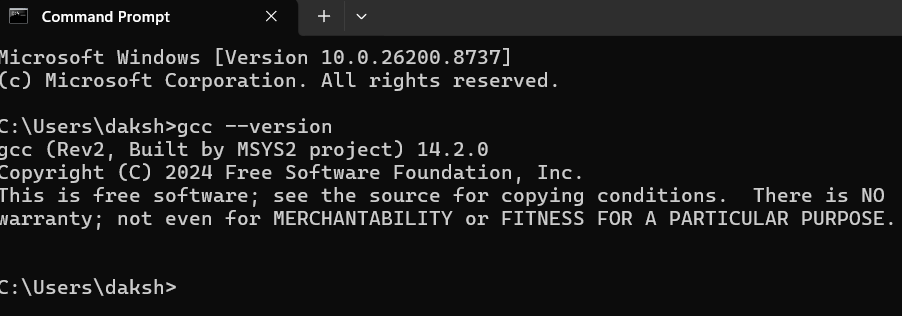 Command Prompt
Microsoft Windows [Version 10.0.26200.8737]
(c) Microsoft Corporation. All rights reserved.
C:\Users\daksh>gcc --version
gcc (Rev2, Built by MSYS2 project) 14.2.0
Copyright (C) 2024 Free Software Foundation, Inc.
This is free software; see the source for copying conditions.  There is NO
warranty; not even for MERCHANTABILITY or FITNESS FOR A PARTICULAR PURPOSE.
C:\Users\daksh>